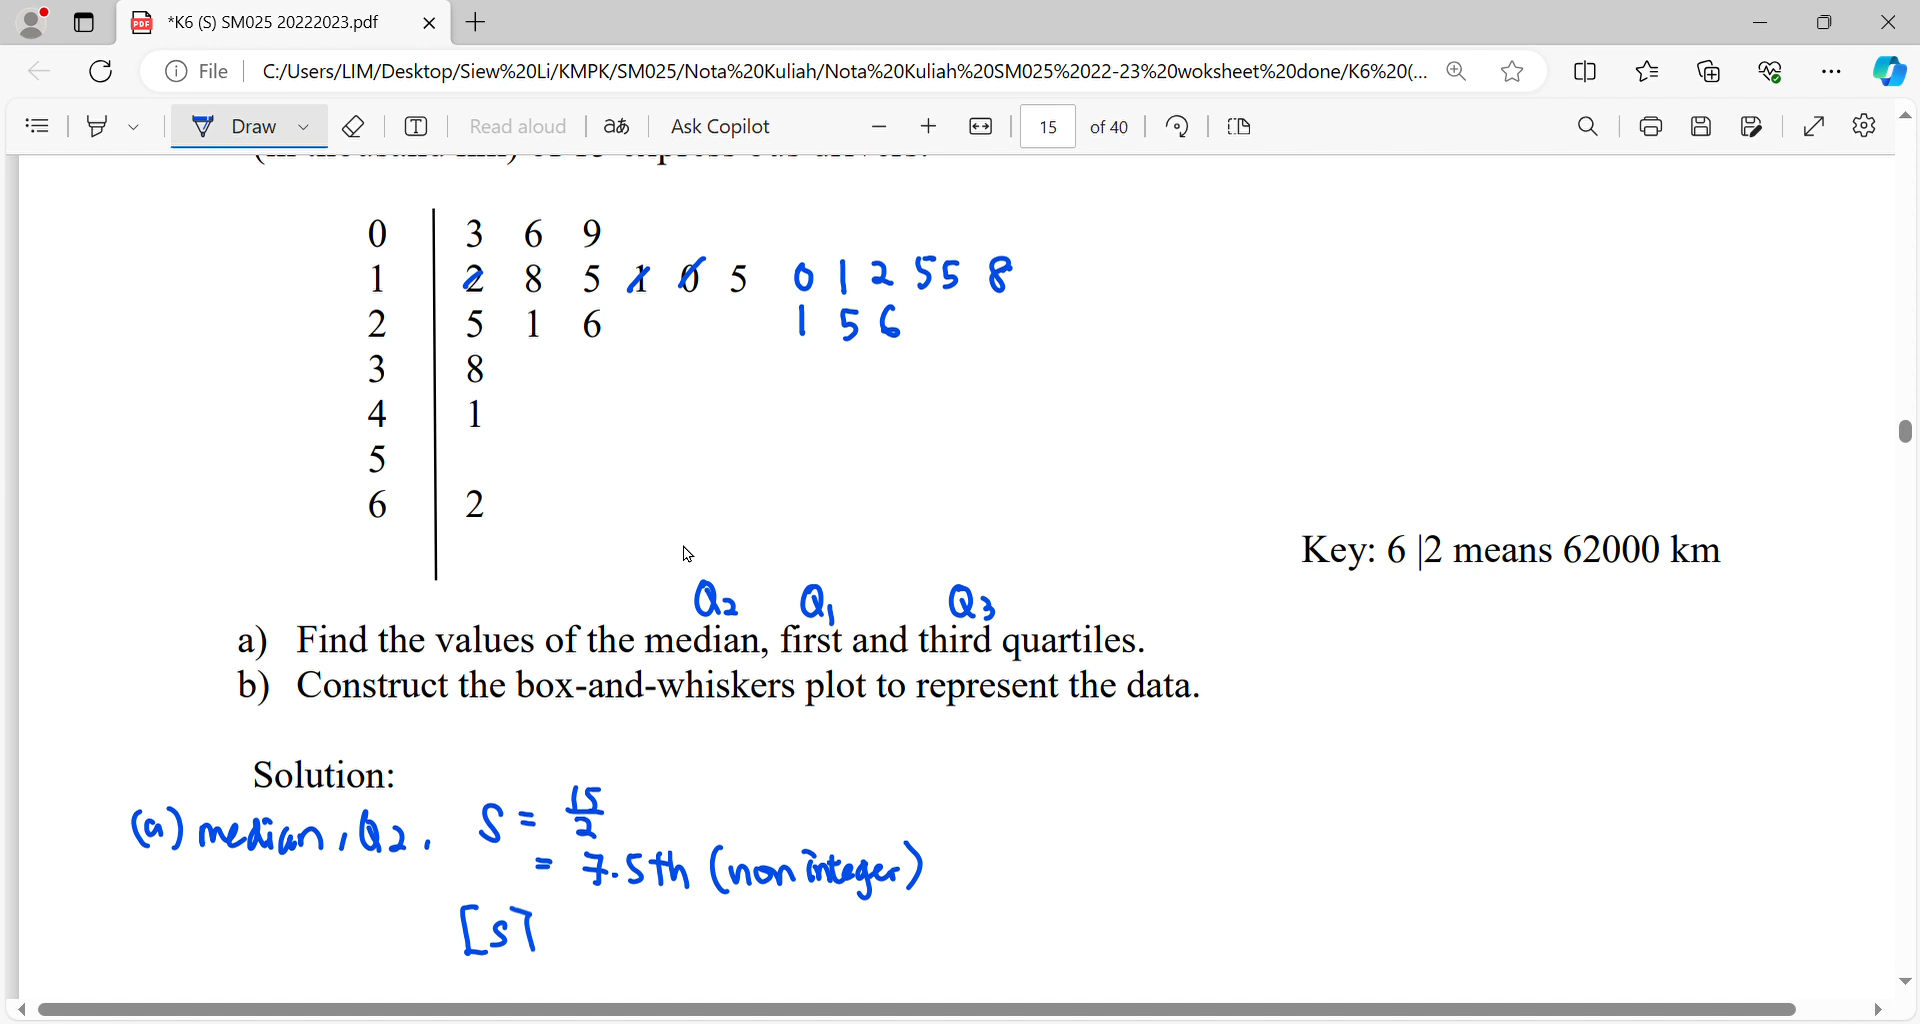 *K6 (S) SM025 20222023.pdf
File C:/Users/LIM/Desktop/Siew%20Li/KMPK/SM025/Nota%20Kuliah/Nota%20Kuliah%20SM025%2022-23%20woksheet%20done/K6%20(...
Draw Read aloud aあ Ask Copilot 15 of 40
0 3 6 9
1 2 8 5 1 0 5 0 1 2 5 5 8
2 5 1 6 1 5 6
3 8
4 1
5
6 2
Key: 6 |2 means 62000 km
Q2 Q1 Q3
a) Find the values of the median, first and third quartiles.
b) Construct the box-and-whiskers plot to represent the data.
Solution:
(a) median, Q2, S = 15/2
= 7.5th (non integer)
[S]